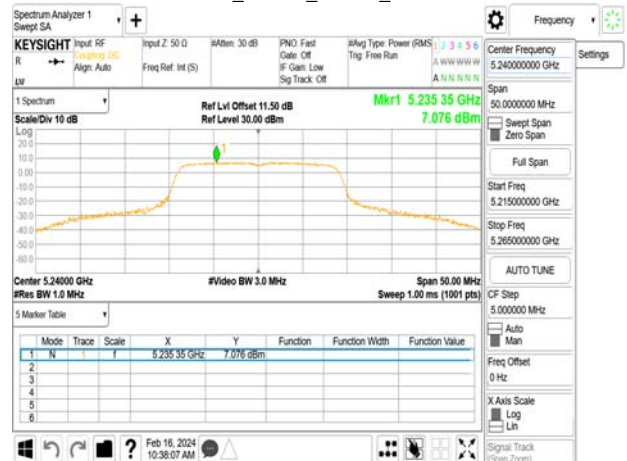 Spectrum Analyzer 1
Swept SA
Frequency
KEYSIGHT
R
LXI
Input: RF
Coupling: DC
Align: Auto
Input Z: 50 Ω
Freq Ref: Int (S)
#Atten: 30 dB
PNO: Fast
Gate: Off
IF Gain: Low
Sig Track: Off
#Avg Type: Power (RMS
Trig: Free Run
1 2 3 4 5 6
A W W W W W
A N N N N N
1 Spectrum
Scale/Div 10 dB
Ref Lvl Offset 11.50 dB
Ref Level 30.00 dBm
Mkr1 5.235 35 GHz
7.076 dBm
Log
20.0
10.0
0.00
-10.0
-20.0
-30.0
-40.0
-50.0
-60.0
1
Center 5.24000 GHz
#Res BW 1.0 MHz
#Video BW 3.0 MHz
Span 50.00 MHz
Sweep 1.00 ms (1001 pts)
5 Marker Table
Mode Trace Scale X Y Function Function Width Function Value
1 N 1 f 5.235 35 GHz 7.076 dBm
2
3
4
5
6
Feb 16, 2024
10:38:07 AM
Center Frequency
5.240000000 GHz
Settings
Span
50.0000000 MHz
Swept Span
Zero Span
Full Span
Start Freq
5.215000000 GHz
Stop Freq
5.265000000 GHz
AUTO TUNE
CF Step
5.000000 MHz
Auto
Man
Freq Offset
0 Hz
X Axis Scale
Log
Lin
Signal Track
(Span Zoom)